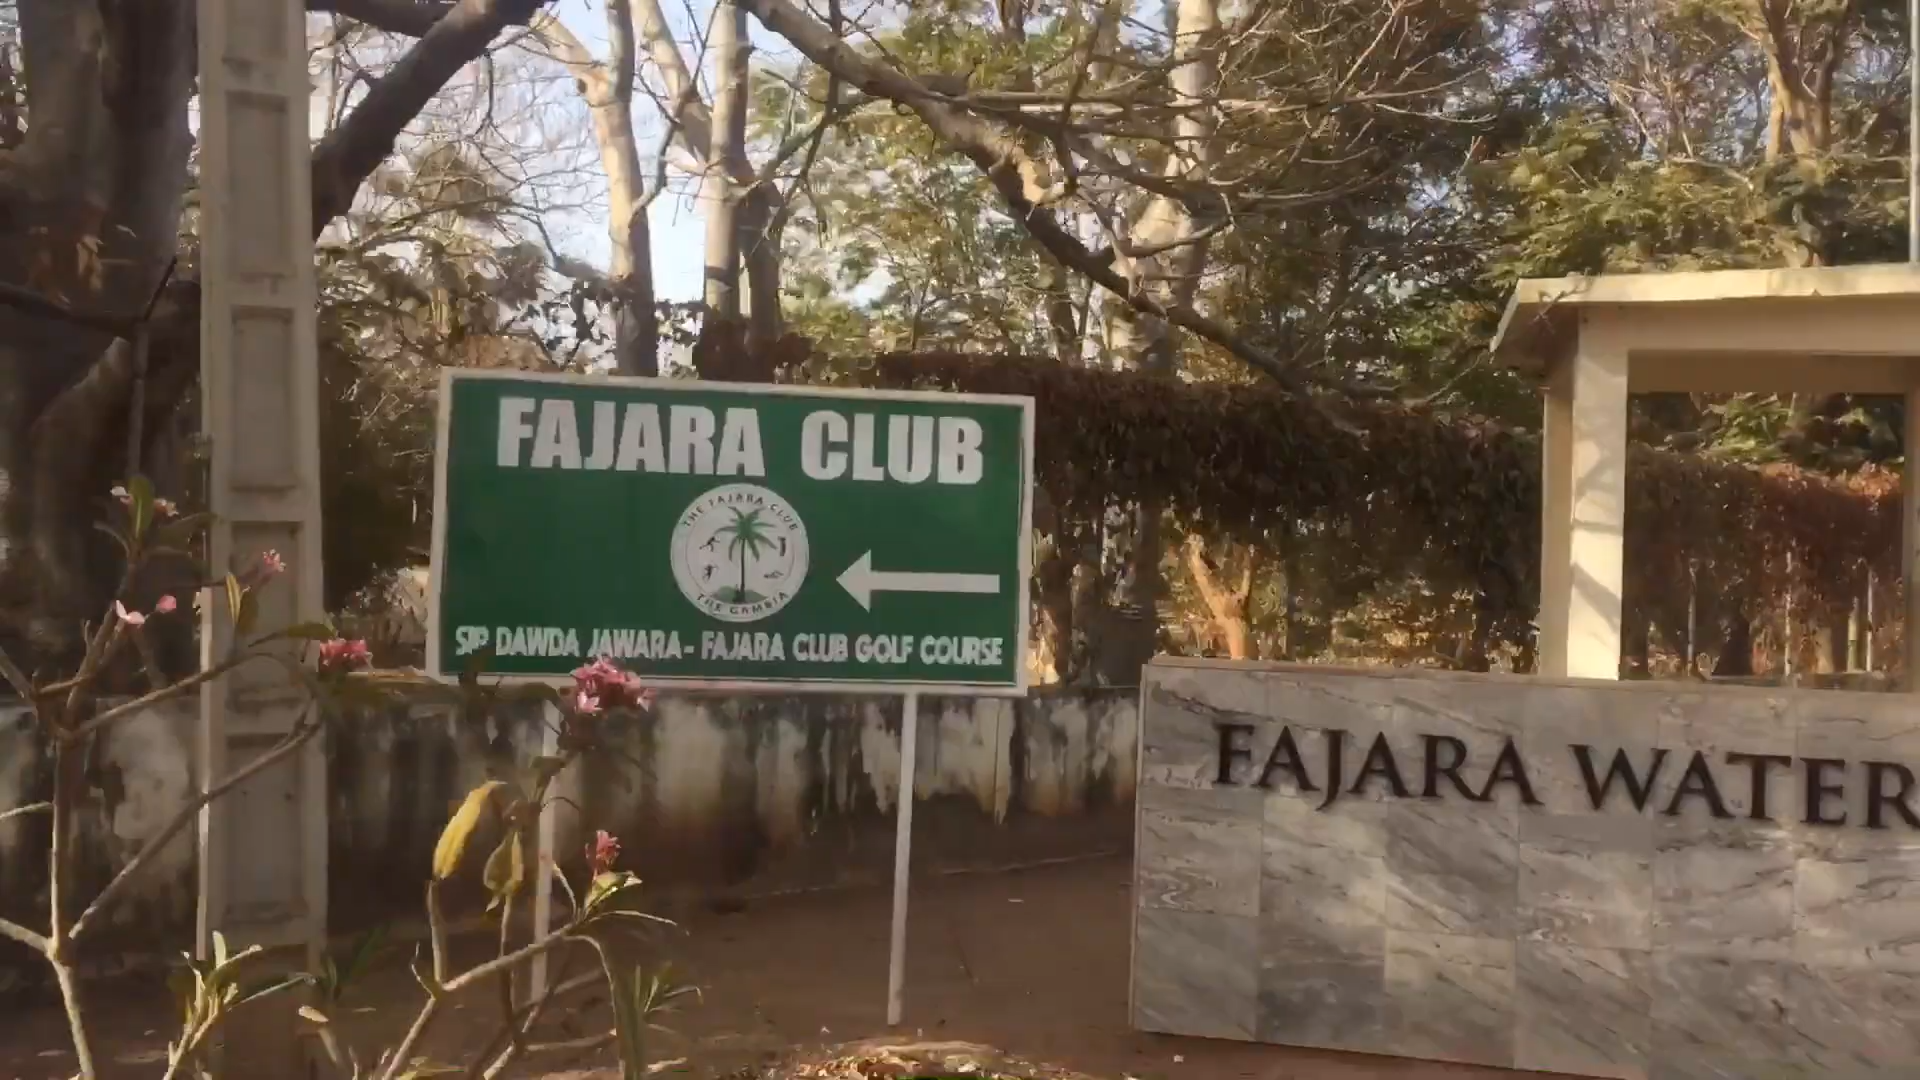 FAJARA CLUB
THE FAJARA CLUB
THE GAMBIA
SIR DAWDA JAWARA - FAJARA CLUB GOLF COURSE
FAJARA WATER